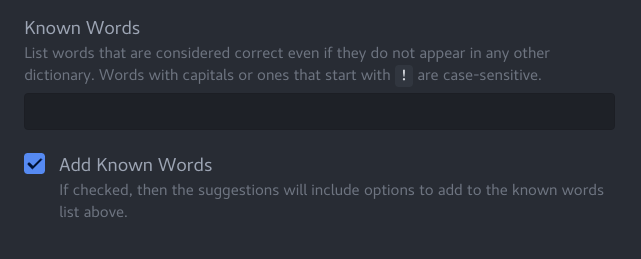 Known Words
List words that are considered correct even if they do not appear in any other
dictionary. Words with capitals or ones that start with ! are case-sensitive.
Add Known Words
If checked, then the suggestions will include options to add to the known words
list above.